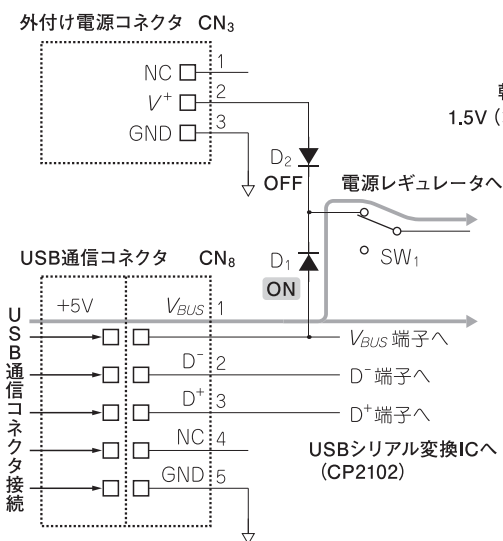 外付け電源コネクタ CN3
NC 1
V+ 2
GND 3
1.5V (
D2
OFF
電源レギュレータへ
SW1
D1
ON
USB通信コネクタ CN8
USB通信コネクタ接続
+5V
VBUS 1
VBUS 端子へ
D- 2
D-端子へ
D+ 3
D+端子へ
NC 4
GND 5
USBシリアル変換ICへ
(CP2102)